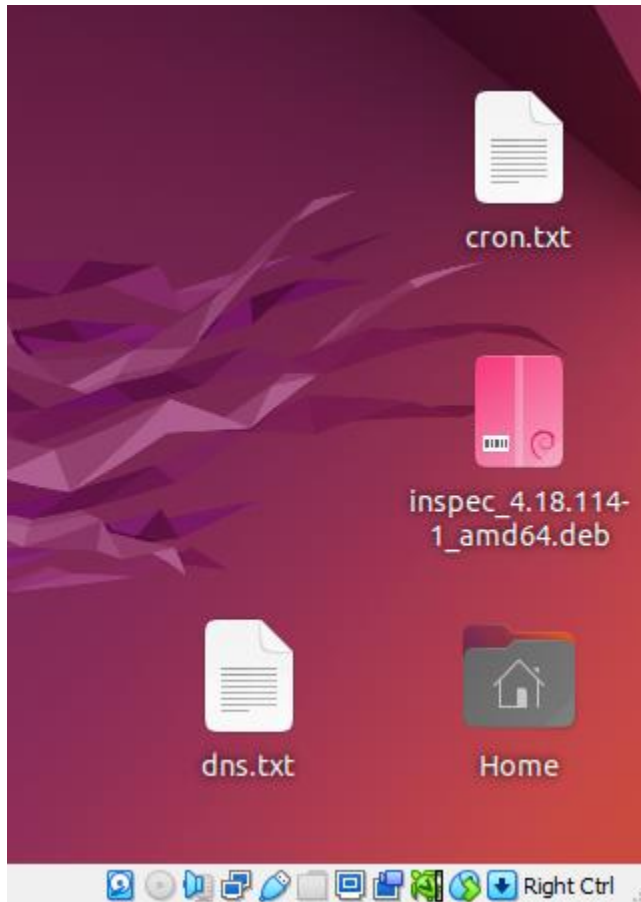 cron.txt
inspec_4.18.114-
1_amd64.deb
dns.txt
Home
Right Ctrl